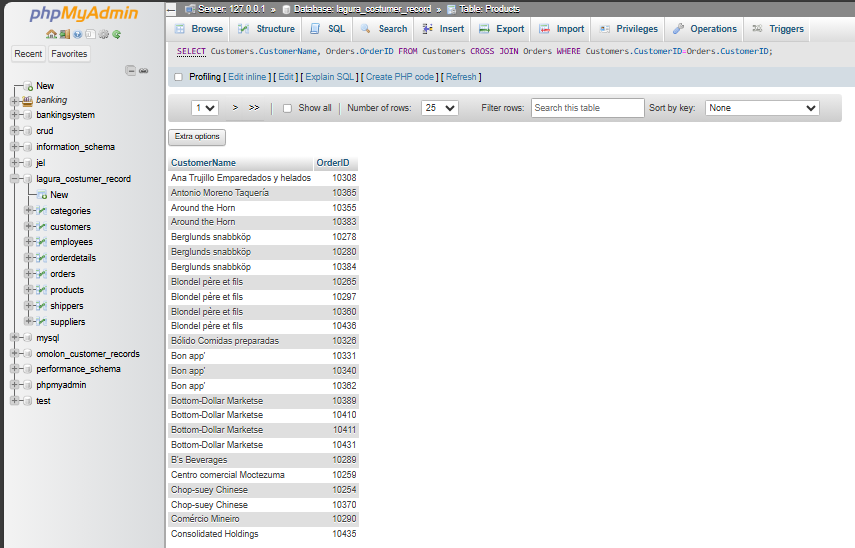 phpMyAdmin
Recent Favorites
New
banking
bankingsystem
crud
information_schema
jel
lagura_costumer_record
New
categories
customers
employees
orderdetails
orders
products
shippers
suppliers
mysql
omolon_customer_records
performance_schema
phpmyadmin
test
Server: 127.0.0.1 » Database: lagura_costumer_record » Table: Products
Browse Structure SQL Search Insert Export Import Privileges Operations Triggers
SELECT Customers.CustomerName, Orders.OrderID FROM Customers CROSS JOIN Orders WHERE Customers.CustomerID=Orders.CustomerID;
Profiling [ Edit inline ] [ Edit ] [ Explain SQL ] [ Create PHP code ] [ Refresh ]
1 > >> Show all Number of rows: 25 Filter rows: Search this table Sort by key: None
Extra options
CustomerName OrderID
Ana Trujillo Emparedados y helados 10308
Antonio Moreno Taquería 10365
Around the Horn 10355
Around the Horn 10383
Berglunds snabbköp 10278
Berglunds snabbköp 10280
Berglunds snabbköp 10384
Blondel père et fils 10265
Blondel père et fils 10297
Blondel père et fils 10360
Blondel père et fils 10436
Bólido Comidas preparadas 10326
Bon app' 10331
Bon app' 10340
Bon app' 10362
Bottom-Dollar Marketse 10389
Bottom-Dollar Marketse 10410
Bottom-Dollar Marketse 10411
Bottom-Dollar Marketse 10431
B's Beverages 10289
Centro comercial Moctezuma 10259
Chop-suey Chinese 10254
Chop-suey Chinese 10370
Comércio Mineiro 10290
Consolidated Holdings 10435